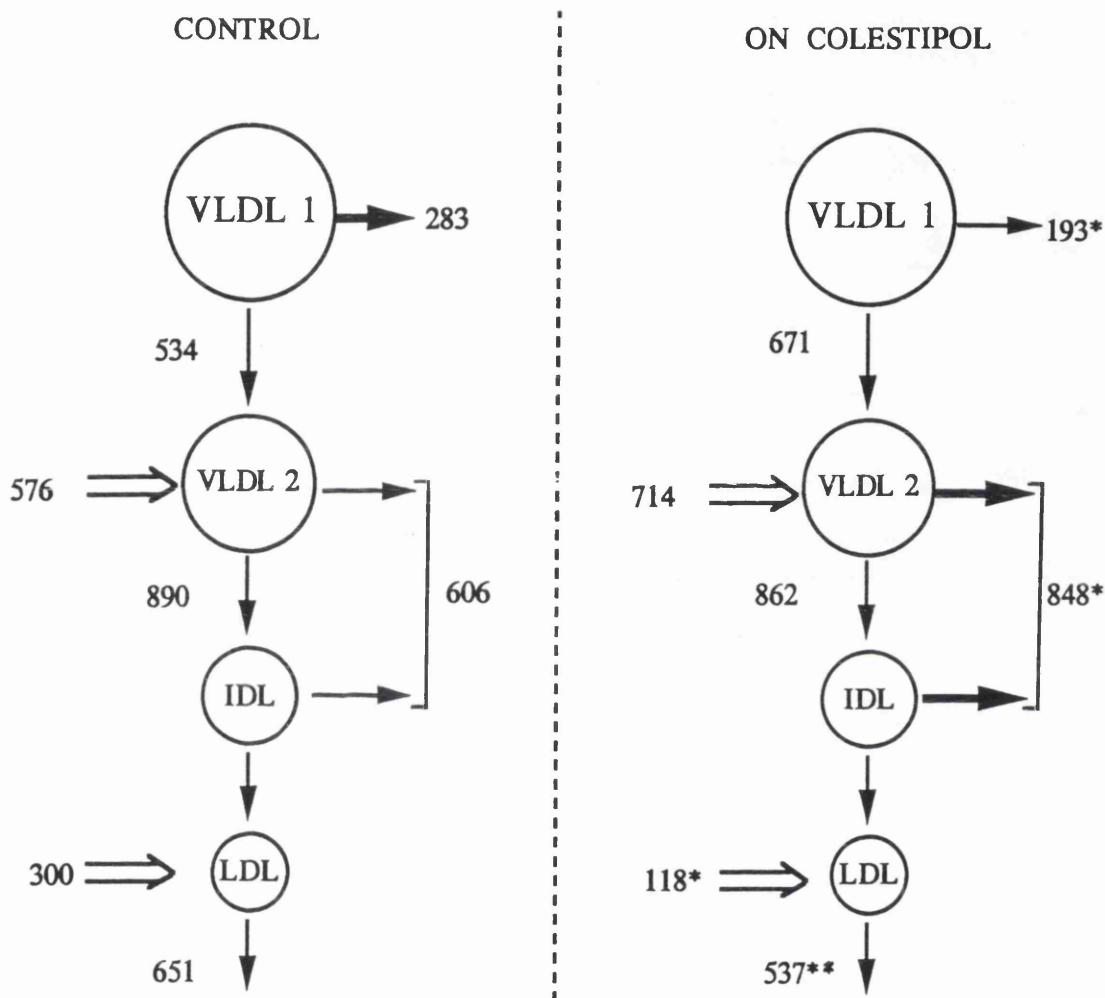 CONTROL
VLDL 1
283
534
576
VLDL 2
890
606
IDL
300
LDL
651
ON COLESTIPOL
VLDL 1
193*
671
714
VLDL 2
862
848*
IDL
118*
LDL
537**